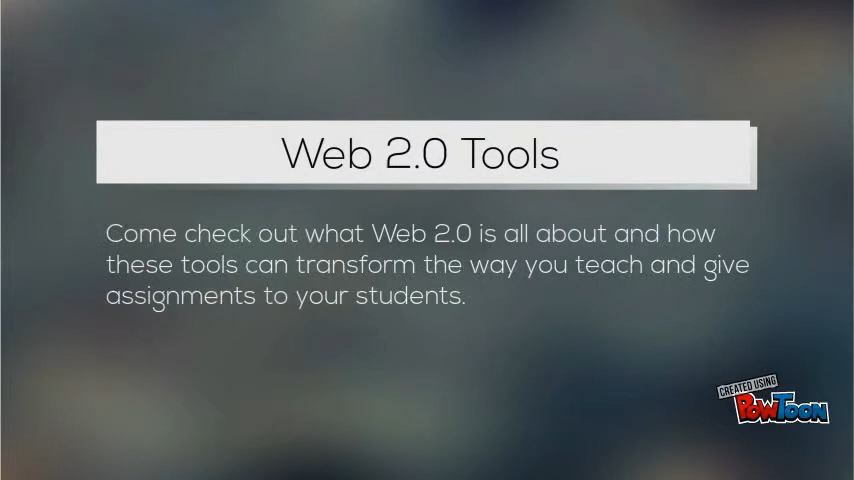 Web 2.0 Tools
Come check out what Web 2.0 is all about and how
these tools can transform the way you teach and give
assignments to your students.
CREATED USING
POWTOON